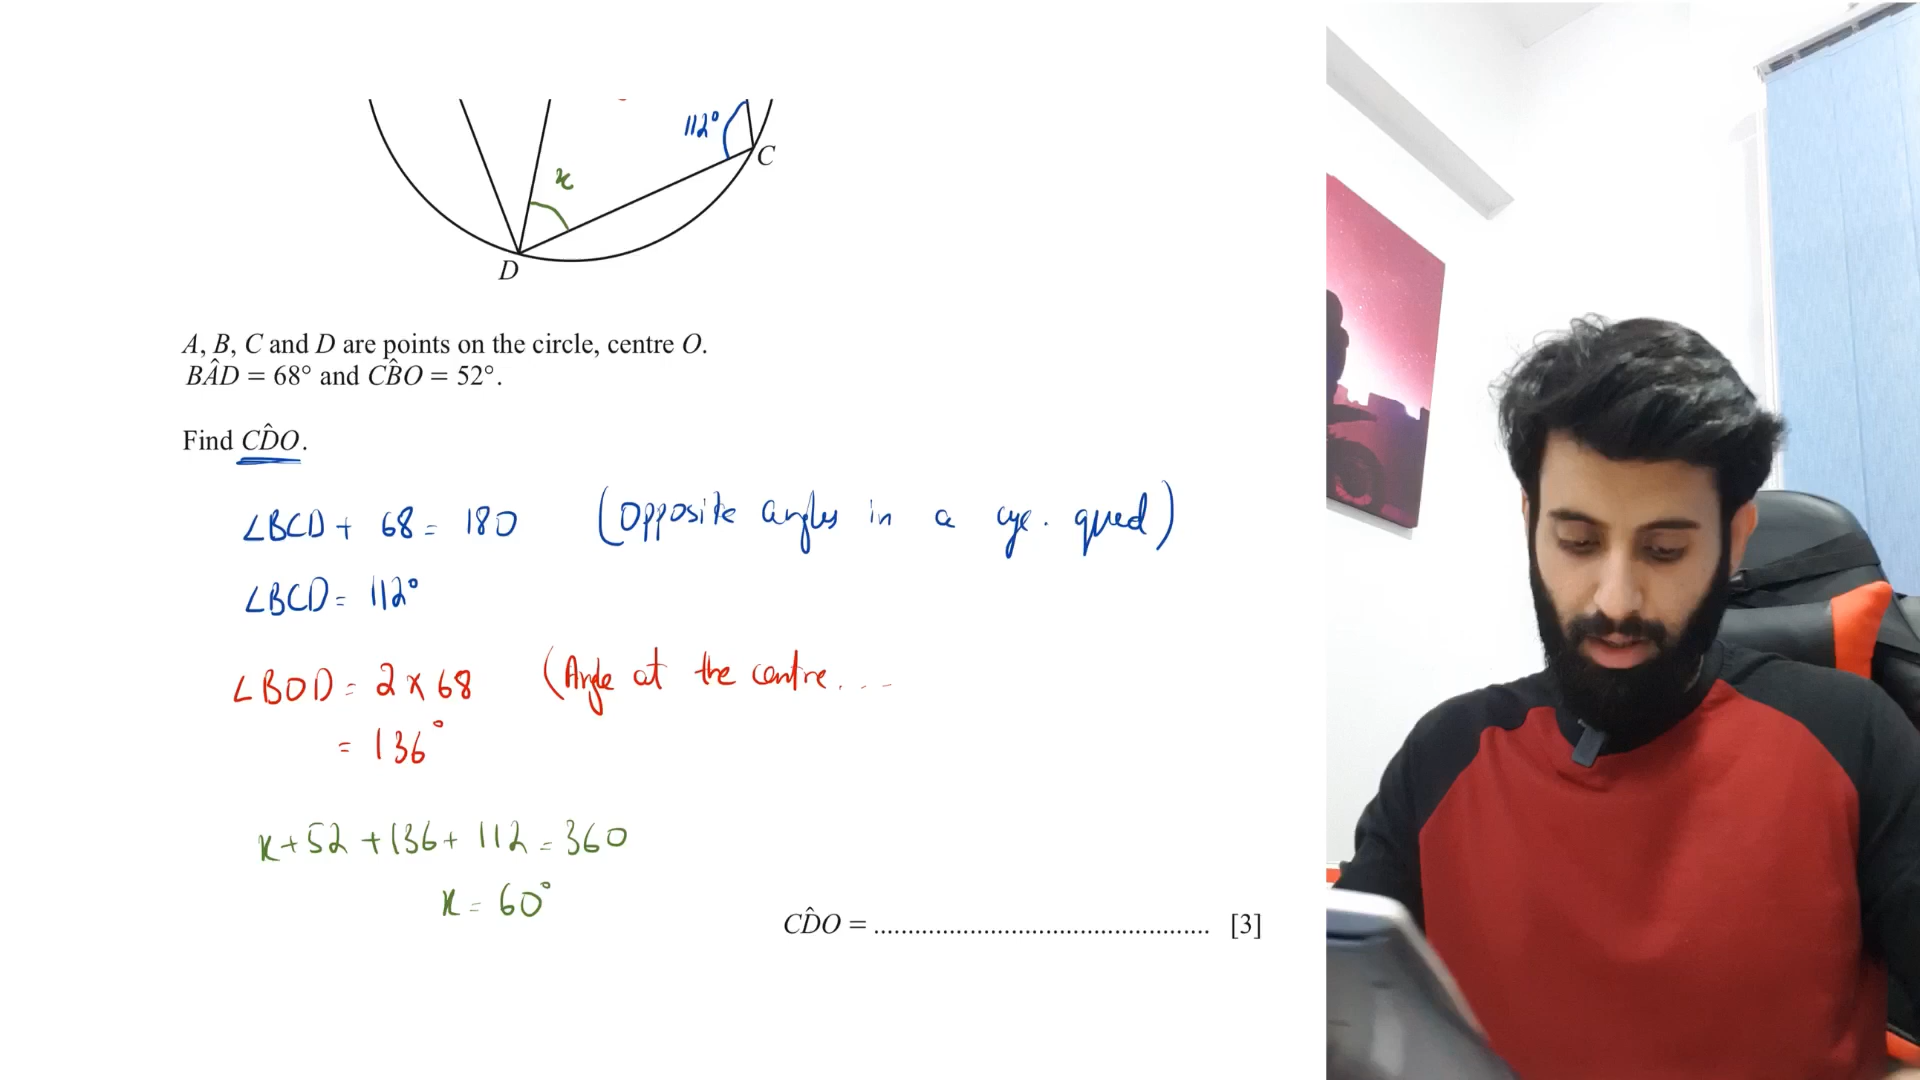 112°
C
x
D
A, B, C and D are points on the circle, centre O.
BÂD = 68° and CB̂O = 52°.
Find CD̂O.
∠BCD + 68 = 180 (Opposite angles in a cyc. quad)
∠BCD = 112°
∠BOD = 2 x 68 (Angle at the centre....
= 136°
x + 52 + 136 + 112 = 360
x = 60°
CD̂O = .................................................. [3]